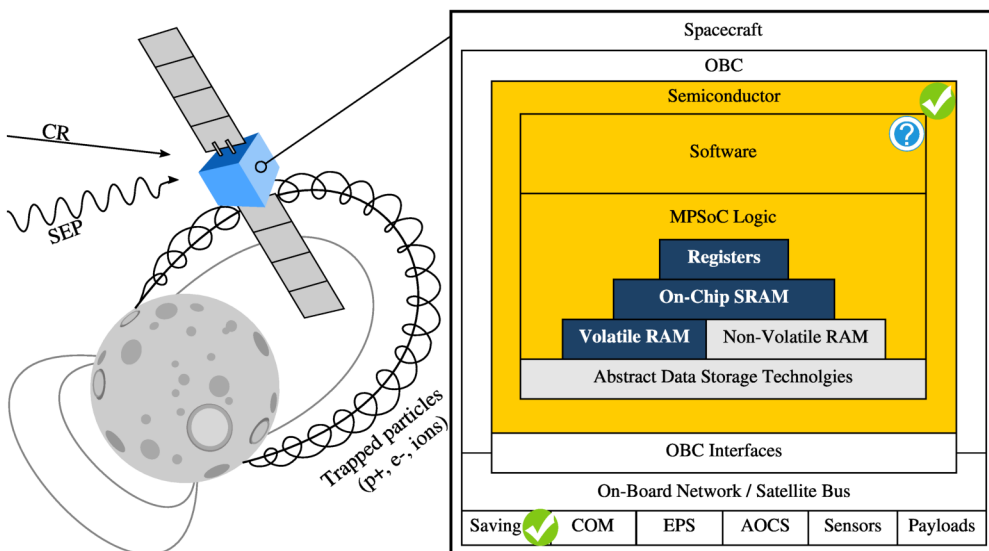 CR
SEP
Trapped particles
(p+, e-, ions)
Spacecraft
OBC
Semiconductor
?
Software
MPSoC Logic
Registers
On-Chip SRAM
Volatile RAM
Non-Volatile RAM
Abstract Data Storage Technolgies
OBC Interfaces
On-Board Network / Satellite Bus
Saving
COM
EPS
AOCS
Sensors
Payloads